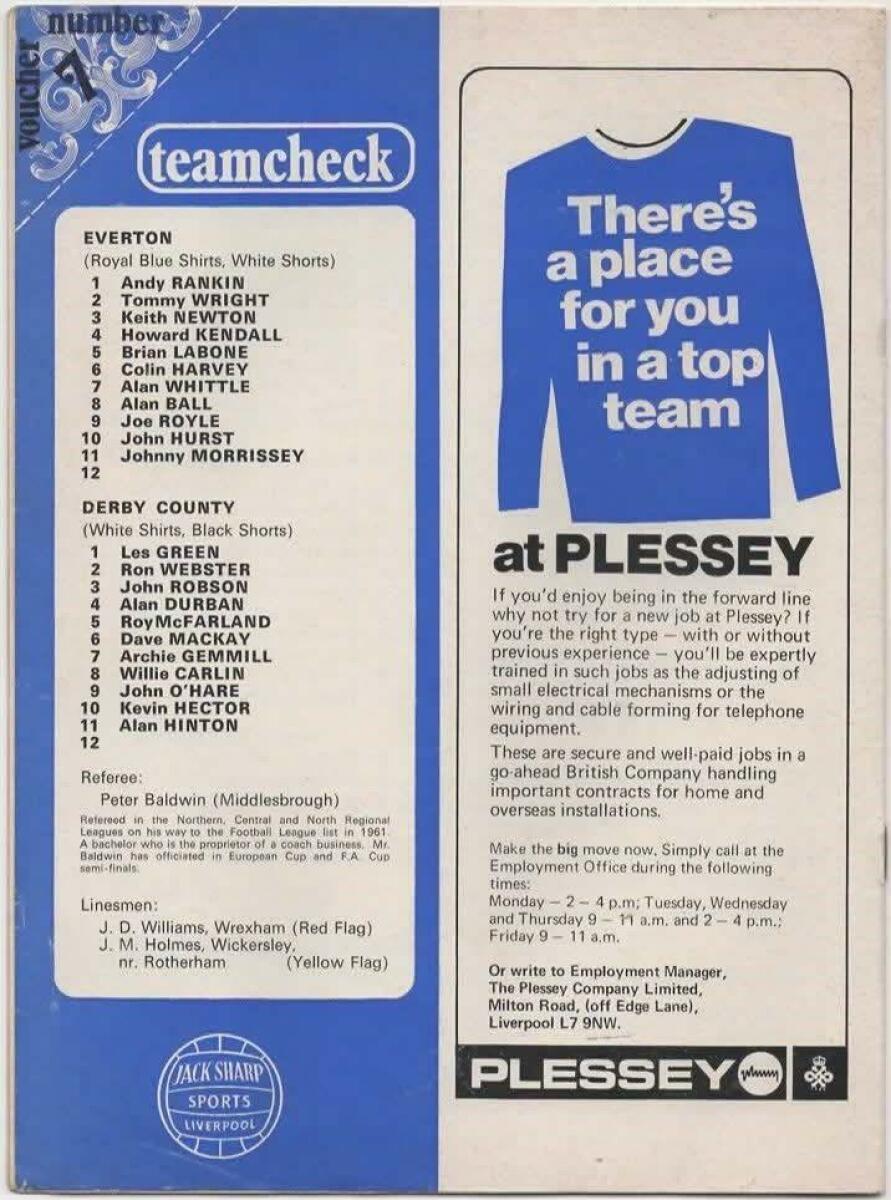 voucher number
7
teamcheck
EVERTON
(Royal Blue Shirts, White Shorts)
1 Andy RANKIN
2 Tommy WRIGHT
3 Keith NEWTON
4 Howard KENDALL
5 Brian LABONE
6 Colin HARVEY
7 Alan WHITTLE
8 Alan BALL
9 Joe ROYLE
10 John HURST
11 Johnny MORRISSEY
12
DERBY COUNTY
(White Shirts, Black Shorts)
1 Les GREEN
2 Ron WEBSTER
3 John ROBSON
4 Alan DURBAN
5 Roy McFARLAND
6 Dave MACKAY
7 Archie GEMMILL
8 Willie CARLIN
9 John O'HARE
10 Kevin HECTOR
11 Alan HINTON
12
Referee:
Peter Baldwin (Middlesbrough)
Refereed in the Northern, Central and North Regional
Leagues on his way to the Football League list in 1961.
A bachelor who is the proprietor of a coach business. Mr.
Baldwin has officiated in European Cup and F.A. Cup
semi-finals.
Linesmen:
J. D. Williams, Wrexham (Red Flag)
J. M. Holmes, Wickersley,
nr. Rotherham (Yellow Flag)
JACK SHARP
SPORTS
LIVERPOOL
There's
a place
for you
in a top
team
at PLESSEY
If you'd enjoy being in the forward line
why not try for a new job at Plessey? If
you're the right type – with or without
previous experience – you'll be expertly
trained in such jobs as the adjusting of
small electrical mechanisms or the
wiring and cable forming for telephone
equipment.
These are secure and well-paid jobs in a
go-ahead British Company handling
important contracts for home and
overseas installations.
Make the big move now. Simply call at the
Employment Office during the following
times:
Monday – 2 – 4 p.m; Tuesday, Wednesday
and Thursday 9 – 11 a.m. and 2 – 4 p.m.;
Friday 9 – 11 a.m.
Or write to Employment Manager,
The Plessey Company Limited,
Milton Road, (off Edge Lane),
Liverpool L7 9NW.
PLESSEY